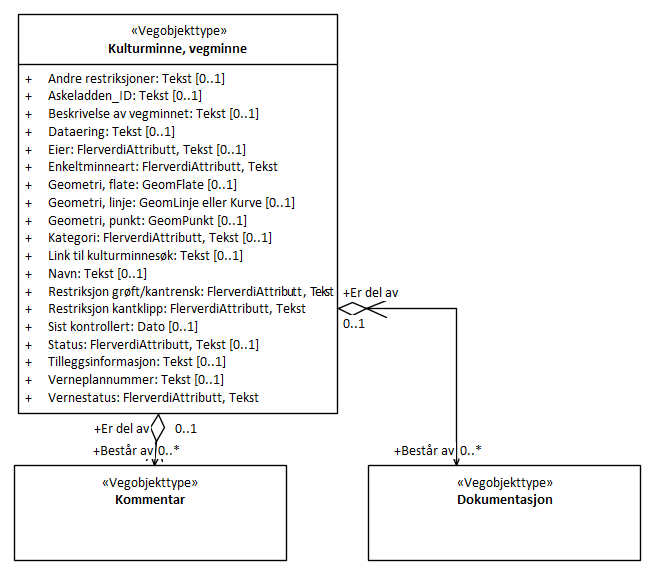 «Vegobjekttype»
Kulturminne, vegminne
+ Andre restriksjoner: Tekst [0..1]
+ Askeladden_ID: Tekst [0..1]
+ Beskrivelse av vegminnet: Tekst [0..1]
+ Dataering: Tekst [0..1]
+ Eier: FlerverdiAttributt, Tekst [0..1]
+ Enkeltminneart: FlerverdiAttributt, Tekst
+ Geometri, flate: GeomFlate [0..1]
+ Geometri, linje: GeomLinje eller Kurve [0..1]
+ Geometri, punkt: GeomPunkt [0..1]
+ Kategori: FlerverdiAttributt, Tekst [0..1]
+ Link til kulturminnesøk: Tekst [0..1]
+ Navn: Tekst [0..1]
+ Restriksjon grøft/kantrensk: FlerverdiAttributt, Tekst
+ Restriksjon kantklipp: FlerverdiAttributt, Tekst
+ Sist kontrollert: Dato [0..1]
+ Status: FlerverdiAttributt, Tekst [0..1]
+ Tilleggsinformasjon: Tekst [0..1]
+ Verneplannummer: Tekst [0..1]
+ Vernestatus: FlerverdiAttributt, Tekst
+Er del av
0..1
+Er del av 0..1
+Består av 0..*
+Består av 0..*
«Vegobjekttype»
Kommentar
«Vegobjekttype»
Dokumentasjon